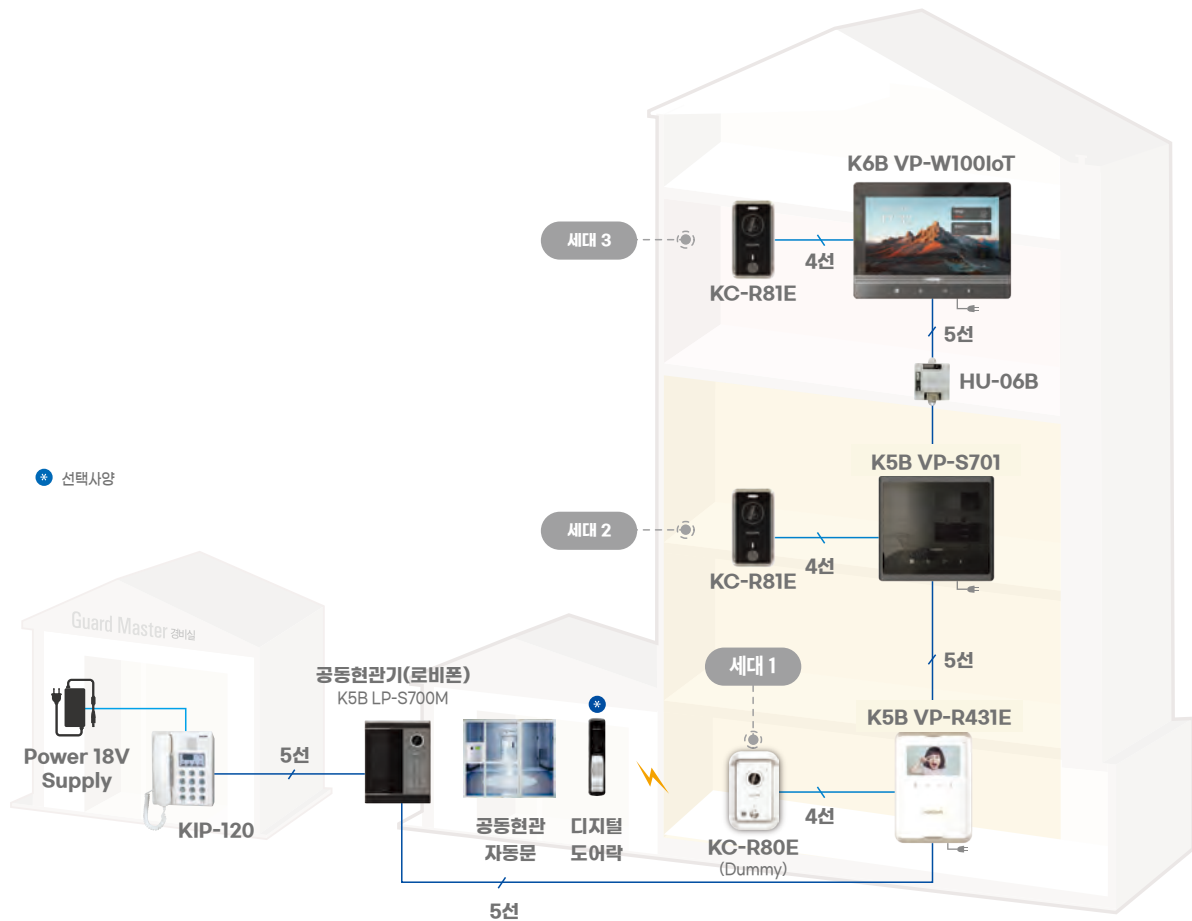 K6B VP-W100IoT
세대 3
4선
KC-R81E
5선
HU-06B
K5B VP-S701
* 선택사양
세대 2
4선
KC-R81E
Guard Master 경비실
세대 1
5선
공동현관기(로비폰)
K5B LP-S700M
*
K5B VP-R431E
Power 18V
Supply
5선
KIP-120
공동현관
자동문
디지털
도어락
4선
KC-R80E
(Dummy)
5선